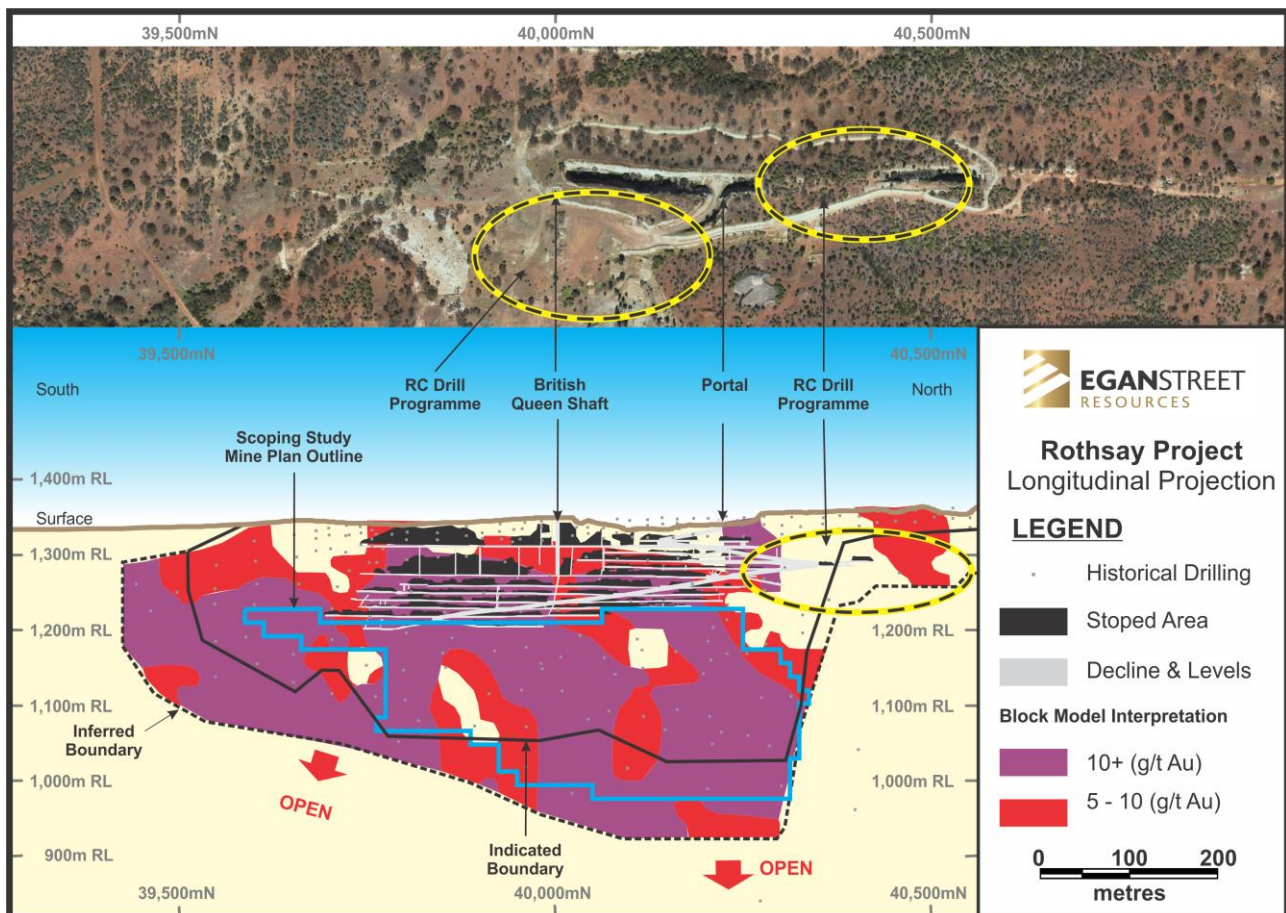 39,500mN
40,000mN
40,500mN
39,500mN
40,500mN
South
RC Drill
Programme
British
Queen Shaft
Portal
RC Drill
Programme
North
Scoping Study
Mine Plan Outline
1,400m RL
Surface
1,300m RL
1,200m RL
1,200m RL
1,100m RL
1,100m RL
Inferred
Boundary
1,000m RL
1,000m RL
OPEN
Indicated
Boundary
900m RL
OPEN
39,500mN
40,000mN
40,500mN
EGANSTREET
RESOURCES
Rothsay Project
Longitudinal Projection
LEGEND
Historical Drilling
Stoped Area
Decline & Levels
Block Model Interpretation
10+ (g/t Au)
5 - 10 (g/t Au)
0 100 200
metres